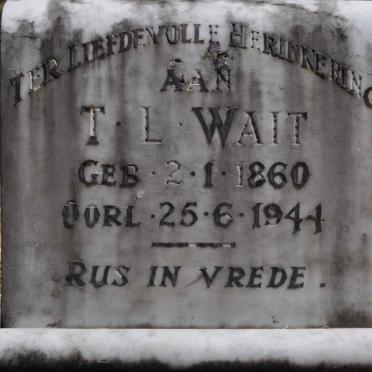 TER LIEFDEVOLLE HERINNERING
AAN
T · L · WAIT
GEB · 2 · 1 · 1860
OORL · 25 · 6 · 1944
RUS IN VREDE .